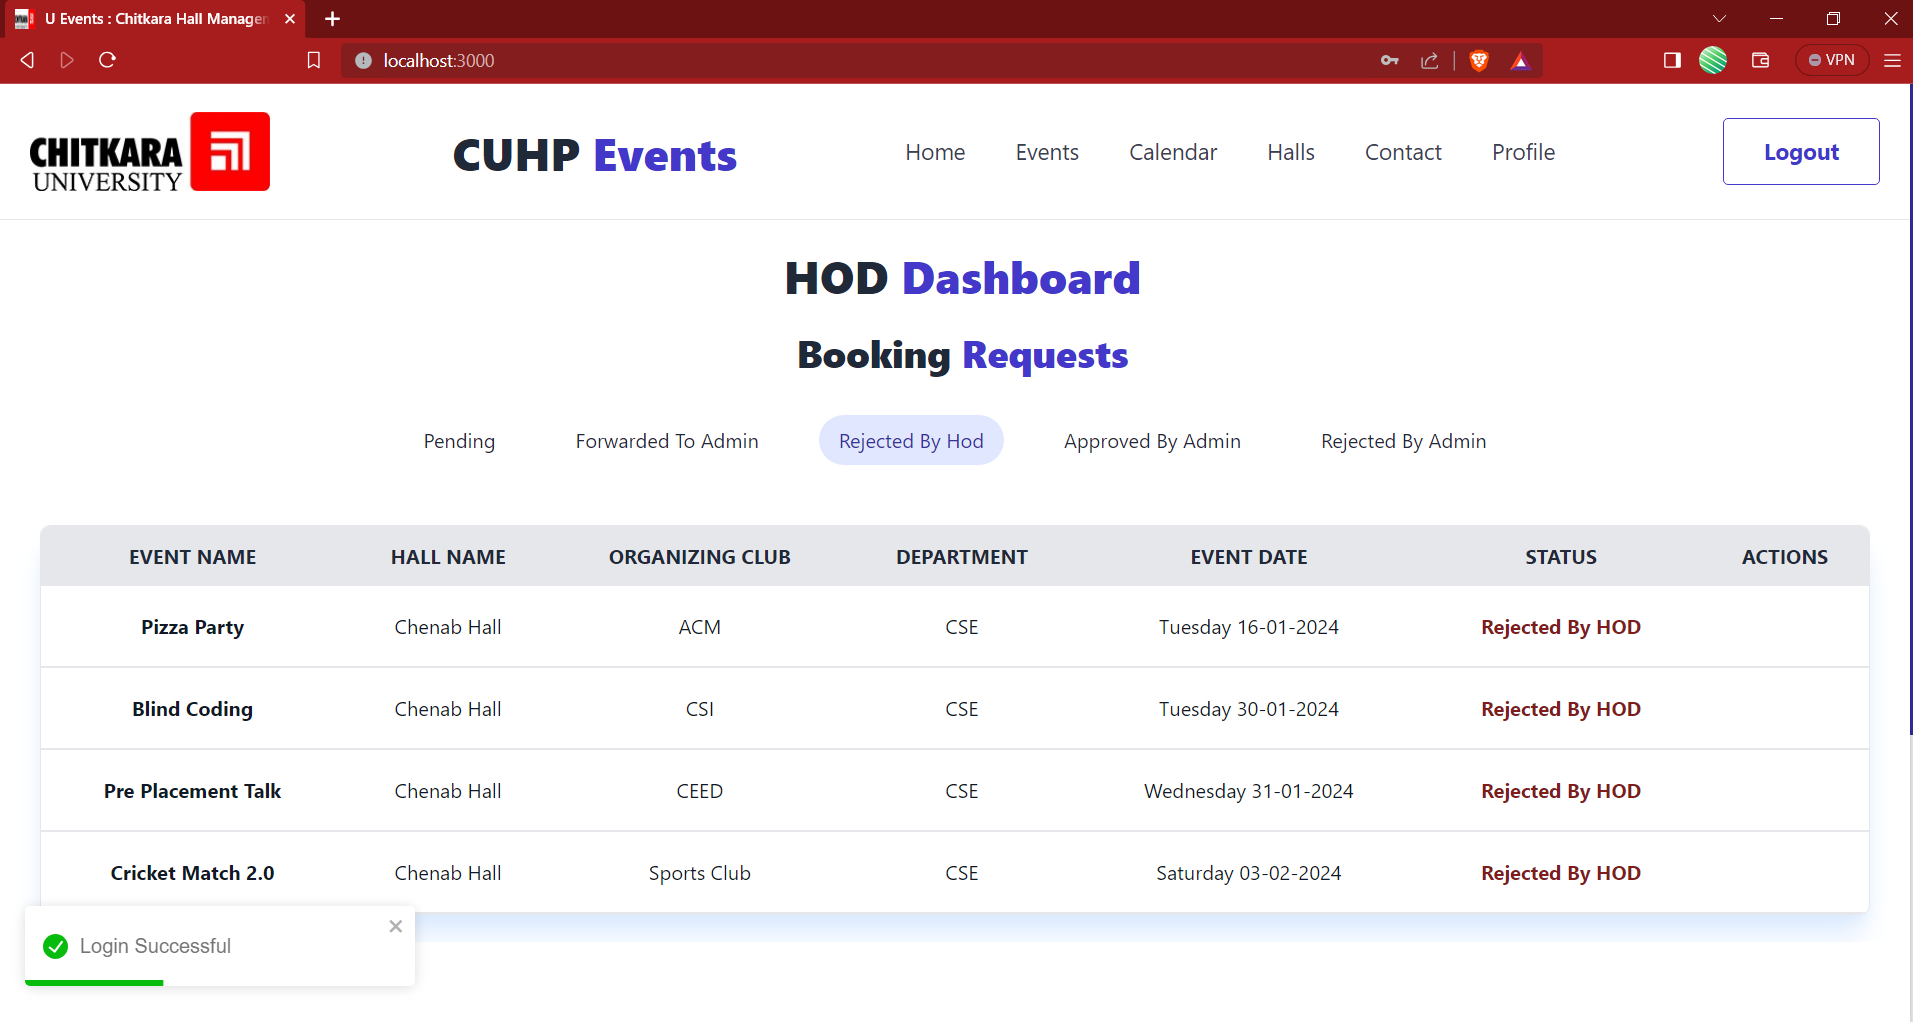 U Events : Chitkara Hall Managen
localhost:3000
VPN
CHITKARA
UNIVERSITY
CUHP Events
Home
Events
Calendar
Halls
Contact
Profile
Logout
HOD Dashboard
Booking Requests
Pending
Forwarded To Admin
Rejected By Hod
Approved By Admin
Rejected By Admin
EVENT NAME HALL NAME ORGANIZING CLUB DEPARTMENT EVENT DATE STATUS ACTIONS
Pizza Party Chenab Hall ACM CSE Tuesday 16-01-2024 Rejected By HOD
Blind Coding Chenab Hall CSI CSE Tuesday 30-01-2024 Rejected By HOD
Pre Placement Talk Chenab Hall CEED CSE Wednesday 31-01-2024 Rejected By HOD
Cricket Match 2.0 Chenab Hall Sports Club CSE Saturday 03-02-2024 Rejected By HOD
Login Successful